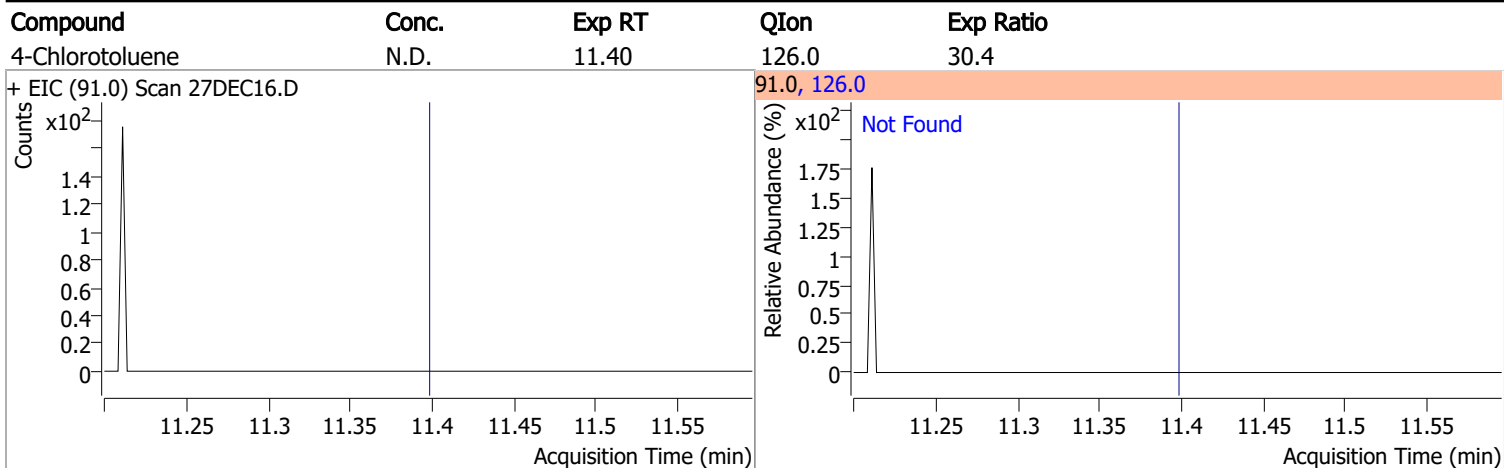 Compound Conc. Exp RT QIon Exp Ratio
4-Chlorotoluene N.D. 11.40 126.0 30.4
+ EIC (91.0) Scan 27DEC16.D
Counts
x10²
1.4
1.2
1
0.8
0.6
0.4
0.2
0
11.25 11.3 11.35 11.4 11.45 11.5 11.55
Acquisition Time (min)
91.0, 126.0
Relative Abundance (%)
x10²
Not Found
1.75
1.5
1.25
1
0.75
0.5
0.25
0
11.25 11.3 11.35 11.4 11.45 11.5 11.55
Acquisition Time (min)